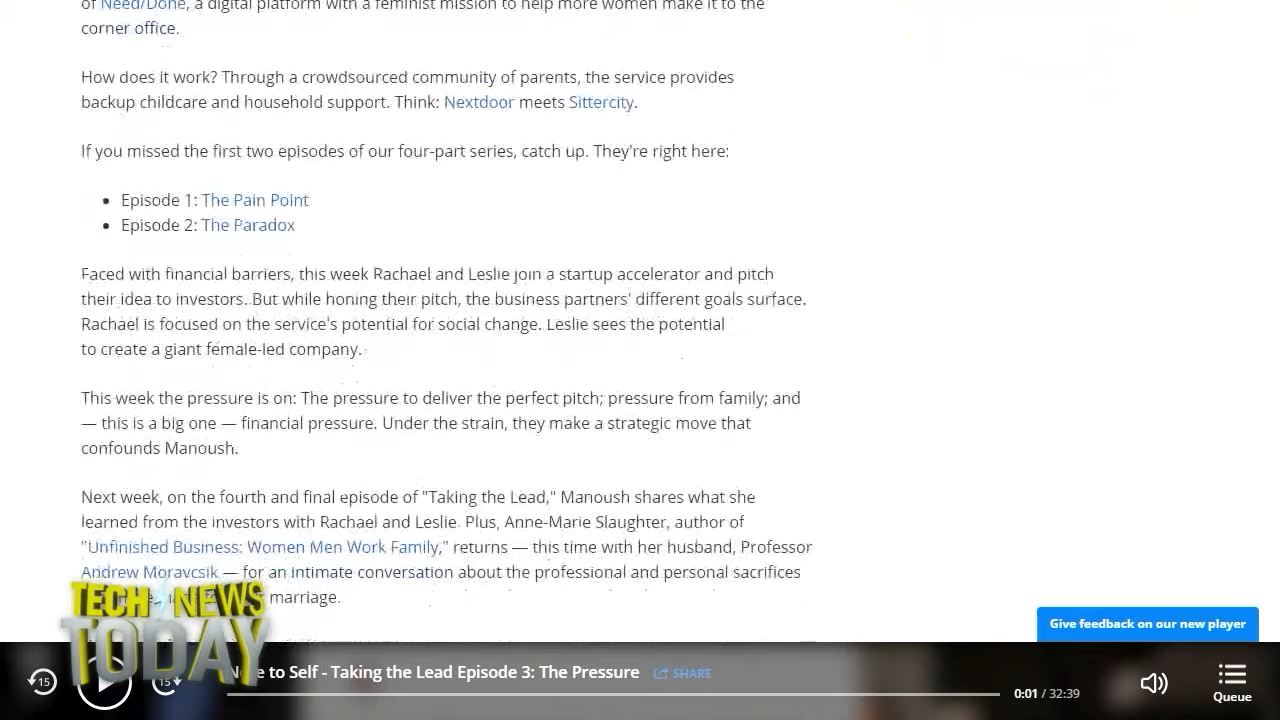 of Need/Done, a digital platform with a feminist mission to help more women make it to the
corner office.
How does it work? Through a crowdsourced community of parents, the service provides
backup childcare and household support. Think: Nextdoor meets Sittercity.
If you missed the first two episodes of our four-part series, catch up. They're right here:
Episode 1: The Pain Point
Episode 2: The Paradox
Faced with financial barriers, this week Rachael and Leslie join a startup accelerator and pitch
their idea to investors. But while honing their pitch, the business partners' different goals surface.
Rachael is focused on the service's potential for social change. Leslie sees the potential
to create a giant female-led company.
This week the pressure is on: The pressure to deliver the perfect pitch; pressure from family; and
— this is a big one — financial pressure. Under the strain, they make a strategic move that
confounds Manoush.
Next week, on the fourth and final episode of "Taking the Lead," Manoush shares what she
learned from the investors with Rachael and Leslie. Plus, Anne-Marie Slaughter, author of
"Unfinished Business: Women Men Work Family," returns — this time with her husband, Professor
Andrew Moravcsik — for an intimate conversation about the professional and personal sacrifices
marriage.
TECH NEWS
TODAY
Give feedback on our new player
15
15
to Self - Taking the Lead Episode 3: The Pressure
SHARE
0:01 / 32:39
Queue